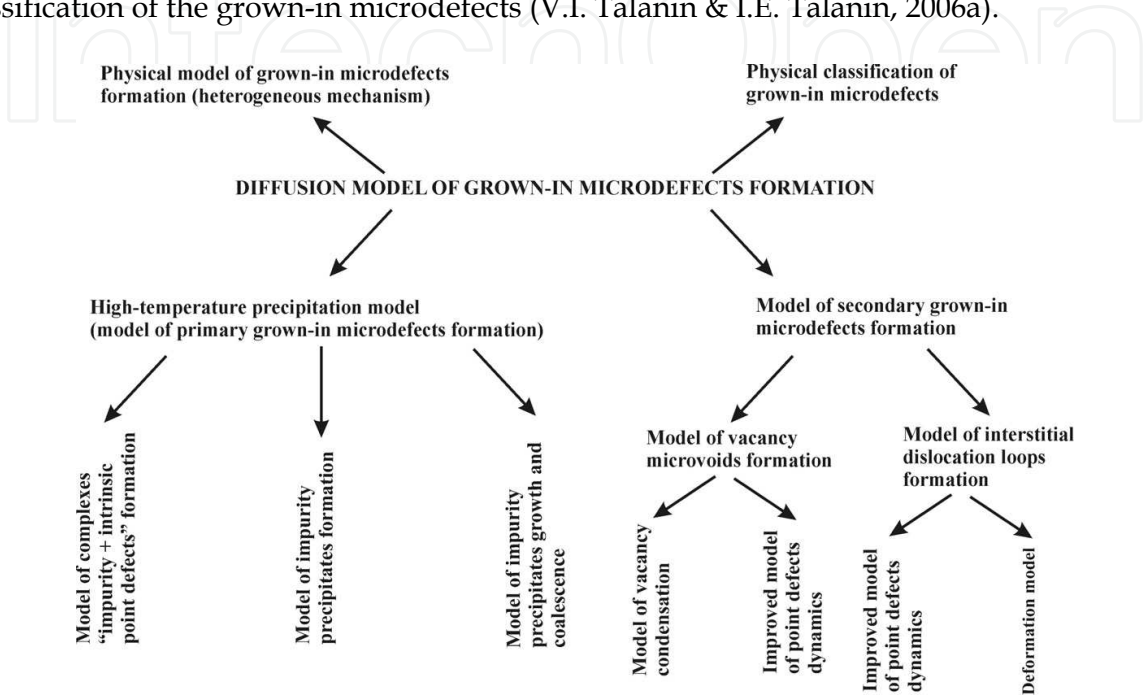 ssification of the grown-in microdefects (V.I. Talanin & I.E. Talanin, 2006a).
IntechOpen
Physical model of grown-in microdefects
formation (heterogeneous mechanism)
Physical classification of
grown-in microdefects
DIFFUSION MODEL OF GROWN-IN MICRODEFECTS FORMATION
High-temperature precipitation model
(model of primary grown-in microdefects formation)
Model of secondary grown-in
microdefects formation
Model of complexes
“impurity + intrinsic
point defects” formation
Model of impurity
precipitates formation
Model of impurity
precipitates growth and
coalescence
Model of vacancy
microvoids formation
Model of interstitial
dislocation loops
formation
Model of vacancy
condensation
Improved model
of point defects
dynamics
Improved model
of point defects
dynamics
Deformation model